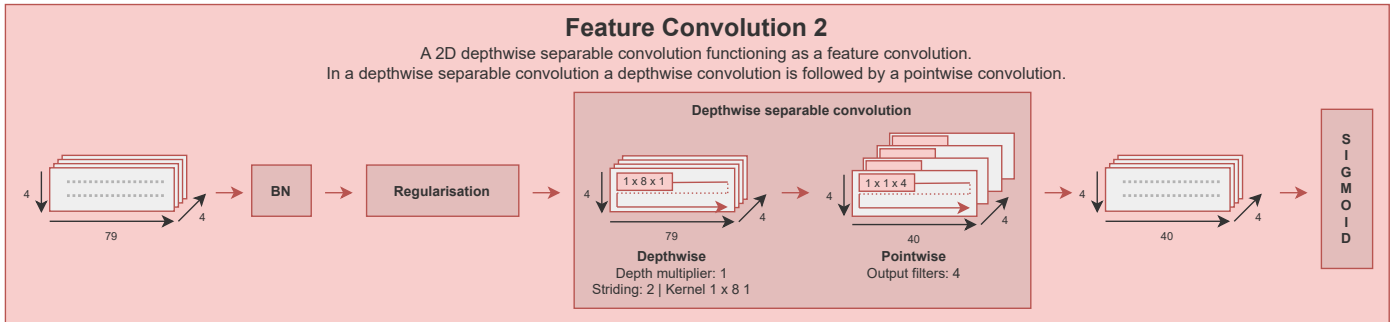 Feature Convolution 2
A 2D depthwise separable convolution functioning as a feature convolution.
In a depthwise separable convolution a depthwise convolution is followed by a pointwise convolution.
4
79
4
BN
Regularisation
Depthwise separable convolution
1 x 8 x 1
4
79
4
Depthwise
Depth multiplier: 1
Striding: 2 | Kernel 1 x 8 1
1 x 1 x 4
4
40
4
Pointwise
Output filters: 4
4
40
4
S
I
G
M
O
I
D